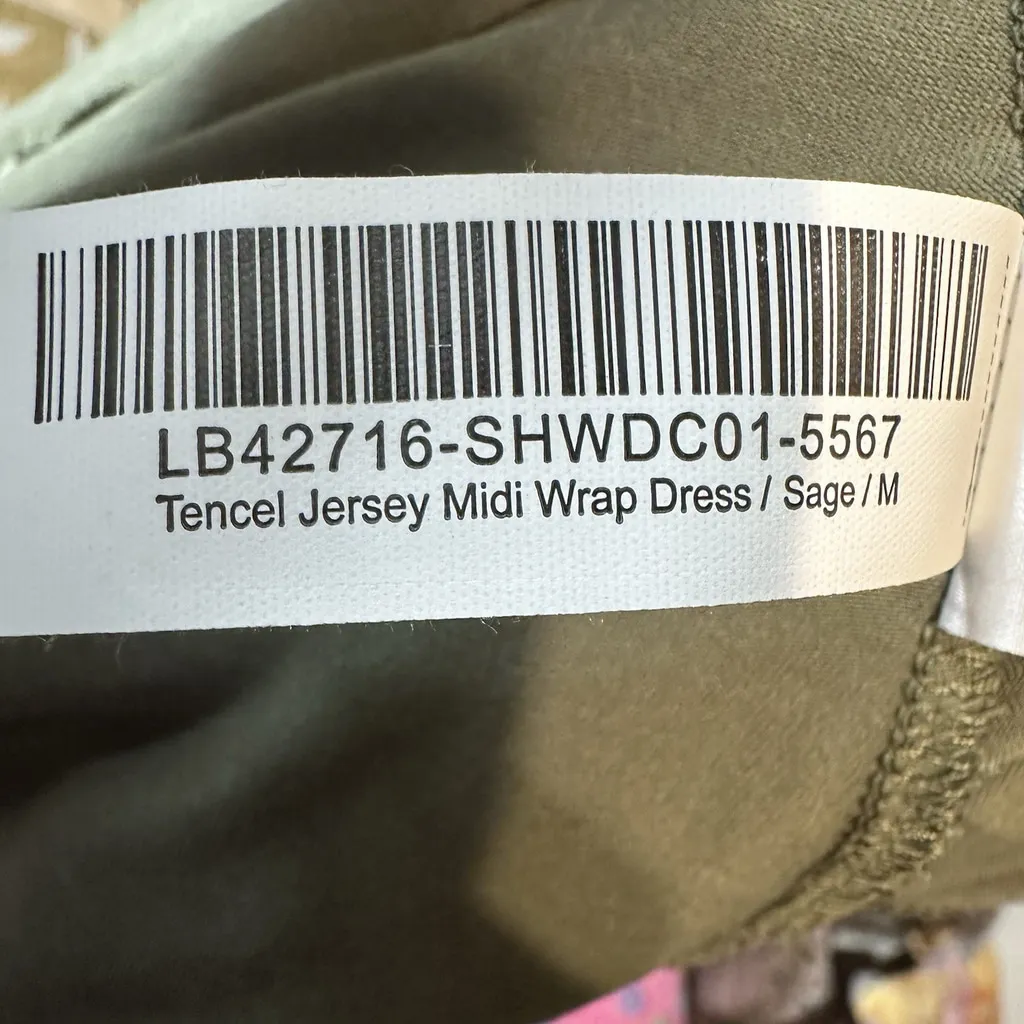 LB42716-SHWDC01-5567
Tencel Jersey Midi Wrap Dress / Sage / M